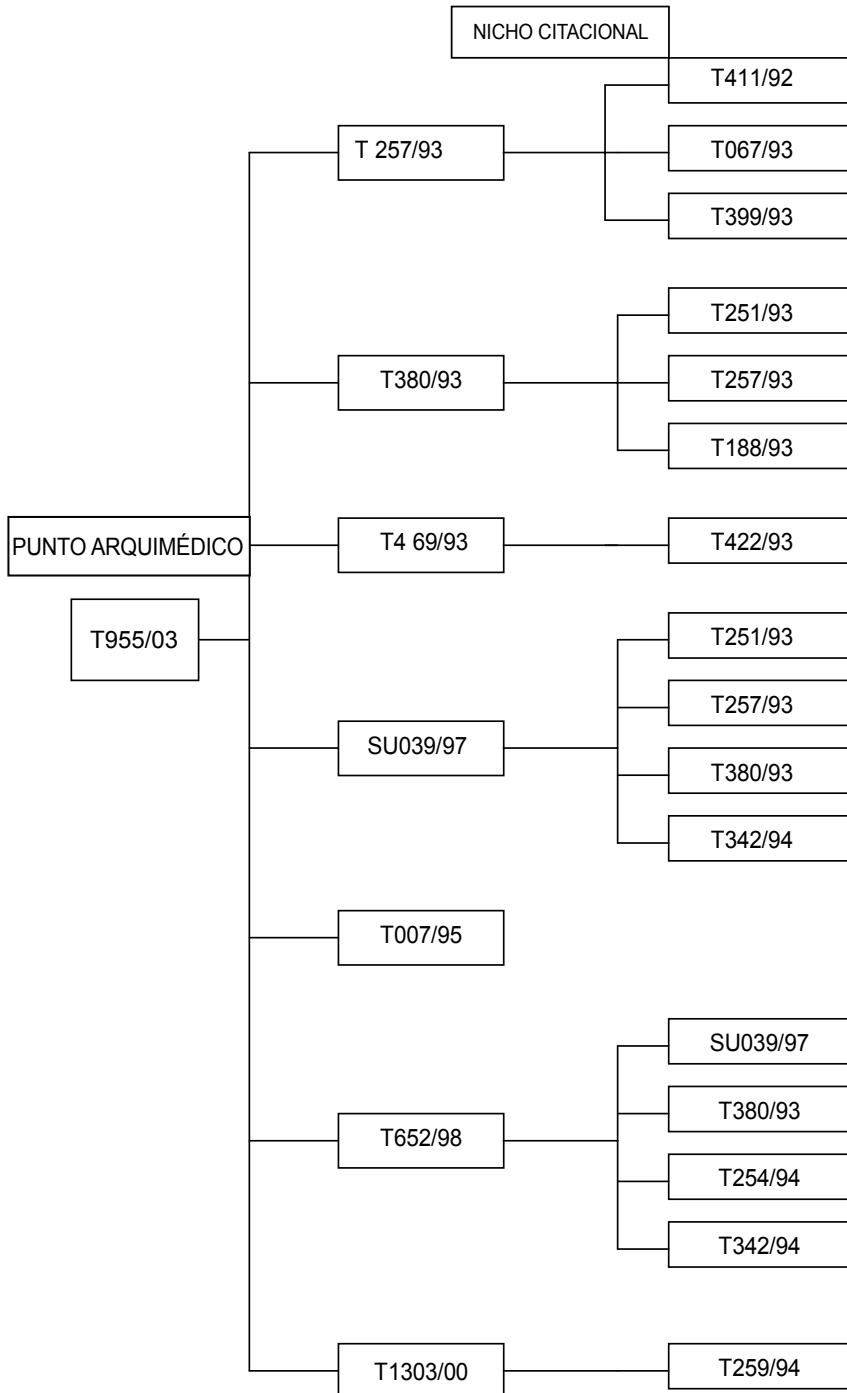 NICHO CITACIONAL
T411/92
T 257/93
T067/93
T399/93
T251/93
T380/93
T257/93
T188/93
PUNTO ARQUIMÉDICO
T4 69/93
T422/93
T955/03
T251/93
T257/93
SU039/97
T380/93
T342/94
T007/95
SU039/97
T380/93
T652/98
T254/94
T342/94
T1303/00
T259/94